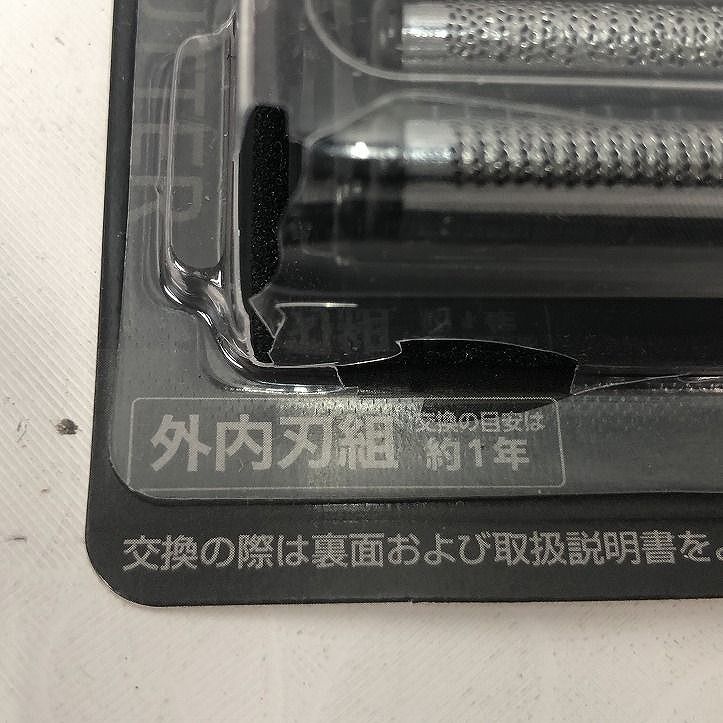 外内刃組
交換の目安は
約1年
交換の際は裏面および取扱説明書を